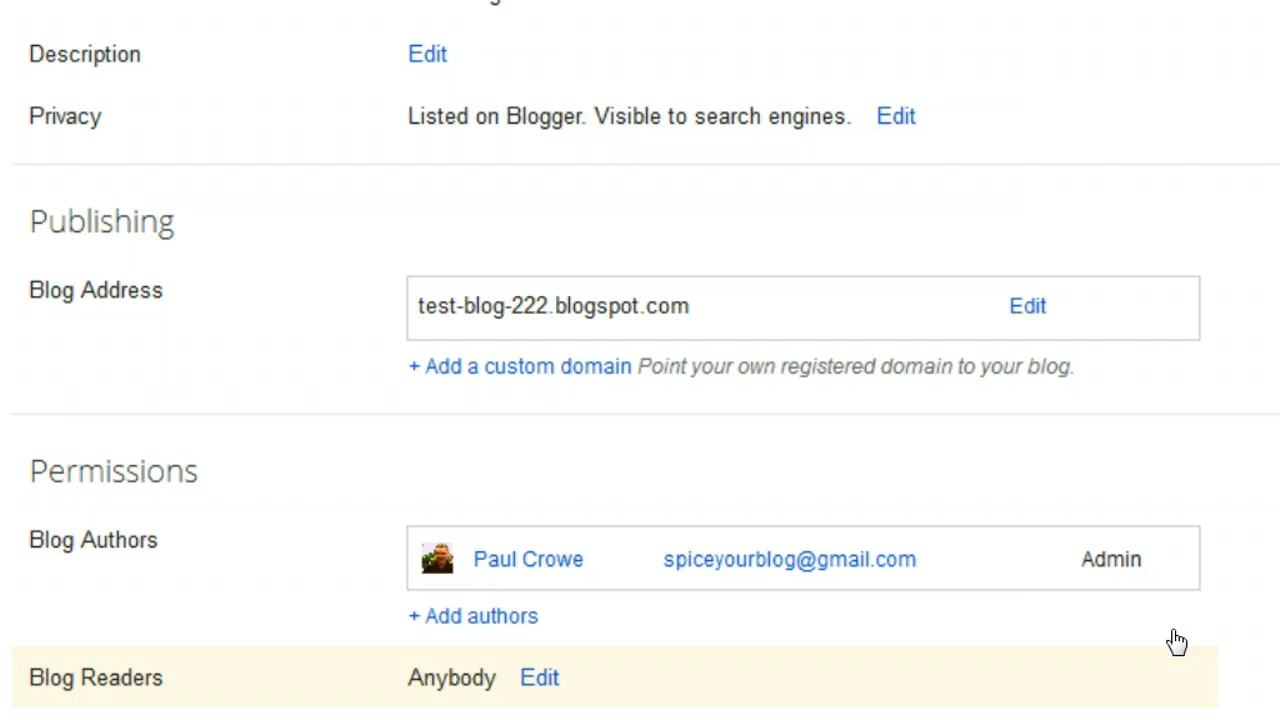 Description Edit
Privacy Listed on Blogger. Visible to search engines. Edit
Publishing
Blog Address test-blog-222.blogspot.com Edit
+ Add a custom domain Point your own registered domain to your blog.
Permissions
Blog Authors Paul Crowe spiceyourblog@gmail.com Admin
+ Add authors
Blog Readers Anybody Edit